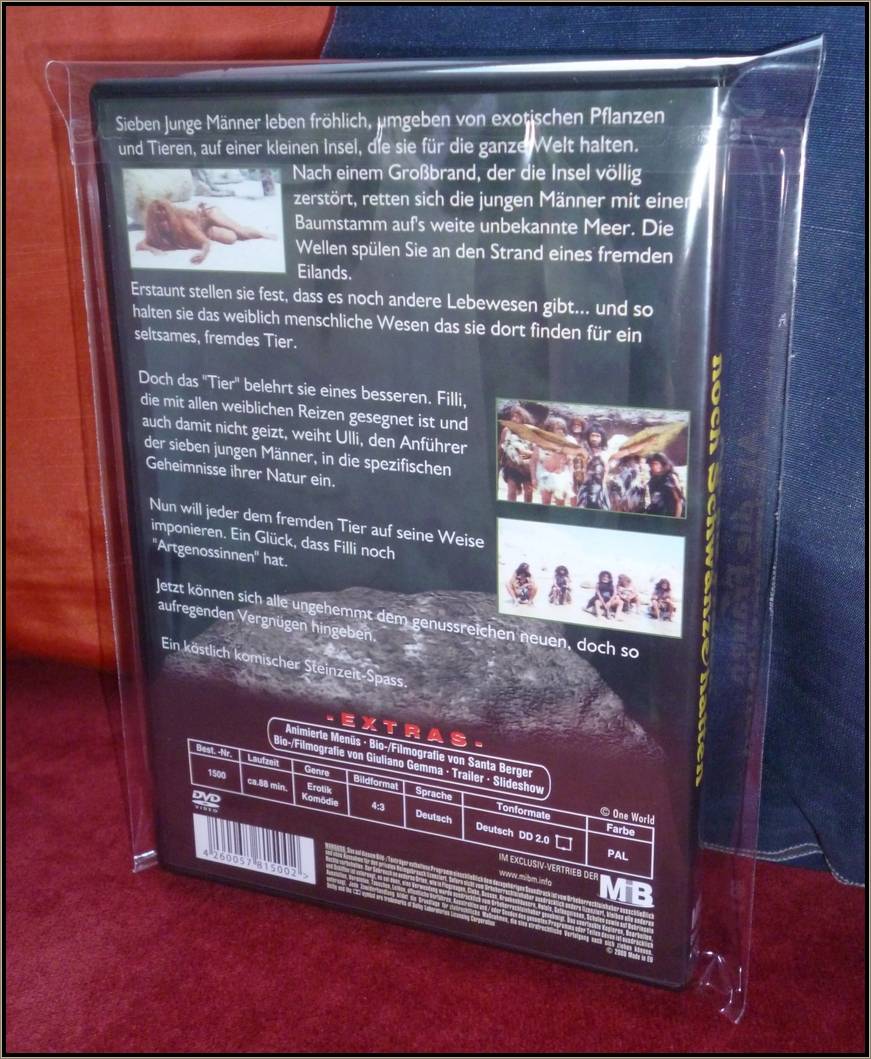 Sieben Junge Männer leben fröhlich, umgeben von exotischen Pflanzen
und Tieren, auf einer kleinen Insel, die sie für die ganze Welt halten.
Nach einem Großbrand, der die Insel völlig
zerstört, retten sich die jungen Männer mit einem
Baumstamm auf's weite unbekannte Meer. Die
Wellen spülen Sie an den Strand eines fremden
Eilands.
Erstaunt stellen sie fest, dass es noch andere Lebewesen gibt... und so
halten sie das weiblich menschliche Wesen das sie dort finden für ein
seltsames, fremdes Tier.
Doch das "Tier" belehrt sie eines besseren. Filli,
die mit allen weiblichen Reizen gesegnet ist und
auch damit nicht geizt, weiht Ulli, den Anführer
der sieben jungen Männer, in die spezifischen
Geheimnisse ihrer Natur ein.
Nun will jeder dem fremden Tier auf seine Weise
imponieren. Ein Glück, dass Filli noch
"Artgenossinnen" hat.
Jetzt können sich alle ungehemmt dem genussreichen neuen, doch so
aufregenden Vergnügen hingeben.
Ein köstlich komischer Steinzeit-Spass.
- EXTRAS -
Animierte Menüs · Bio-/Filmografie von Santa Berger
Bio-/Filmografie von Giuliano Gemma · Trailer · Slideshow
Best.-Nr. Laufzeit Genre Bildformat Sprache Tonformate Farbe
1500 ca.88 min. Erotik Komödie 4:3 Deutsch Deutsch DD 2.0 PAL
© One World
DVD
VIDEO
4 260057 815002 >
IM EXCLUSIV-VERTRIEB DER
www.mibm.info
MiB
© 2009 Made in EU
noch Schwänze hatten